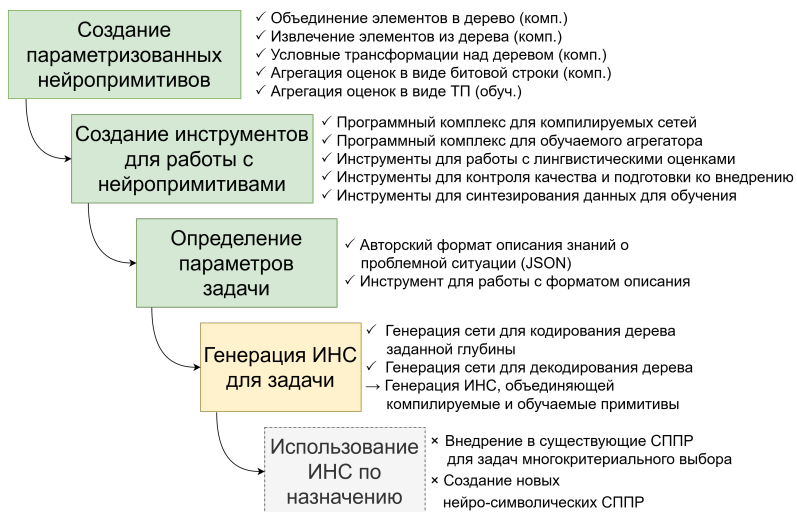 Создание
параметризованных
нейропримитивов
✓ Объединение элементов в дерево (комп.)
✓ Извлечение элементов из дерева (комп.)
✓ Условные трансформации над деревом (комп.)
✓ Агрегация оценок в виде битовой строки (комп.)
✓ Агрегация оценок в виде ТП (обуч.)
Создание инструментов
для работы с
нейропримитивами
✓ Программный комплекс для компилируемых сетей
✓ Программный комплекс для обучаемого агрегатора
✓ Инструменты для работы с лингвистическими оценками
✓ Инструменты для контроля качества и подготовки ко внедрению
✓ Инструменты для синтезирования данных для обучения
Определение
параметров
задачи
✓ Авторский формат описания знаний о
проблемной ситуации (JSON)
✓ Инструмент для работы с форматом описания
Генерация ИНС
для задачи
✓ Генерация сети для кодирования дерева
заданной глубины
✓ Генерация сети для декодирования дерева
→ Генерация ИНС, объединяющей
компилируемые и обучаемые примитивы
Использование
ИНС по
назначению
× Внедрение в существующие СППР
для задач многокритериального выбора
× Создание новых
нейро-символических СППР